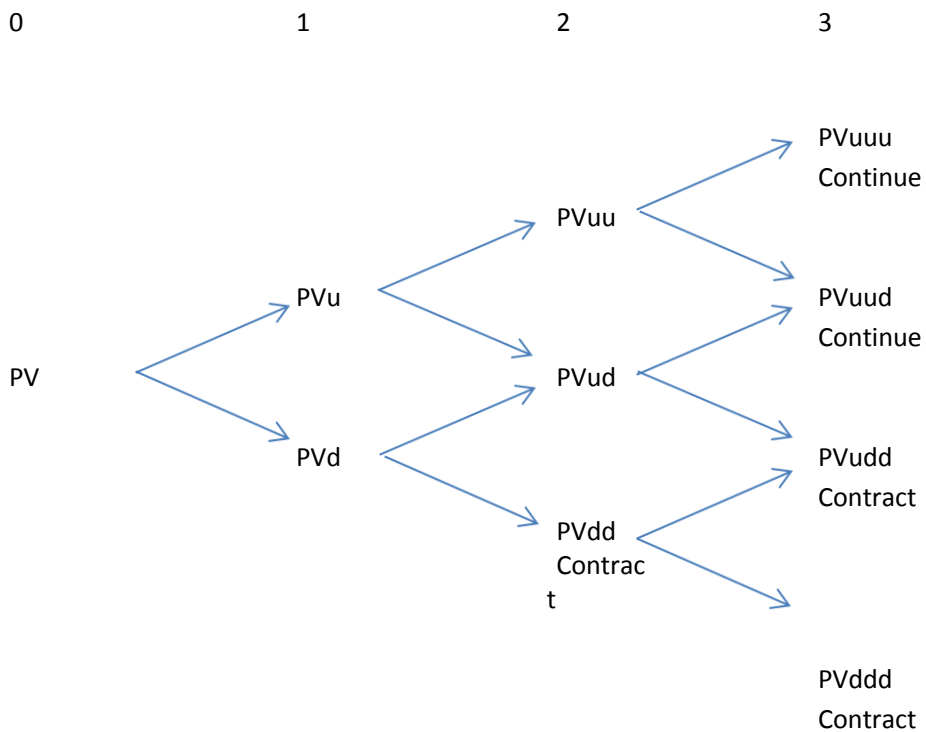 0 1 2 3
PVuuu
Continue
PVuu
PVu PVuud
Continue
PV PVud
PVd PVudd
Contract
PVdd
Contrac
t
PVddd
Contract